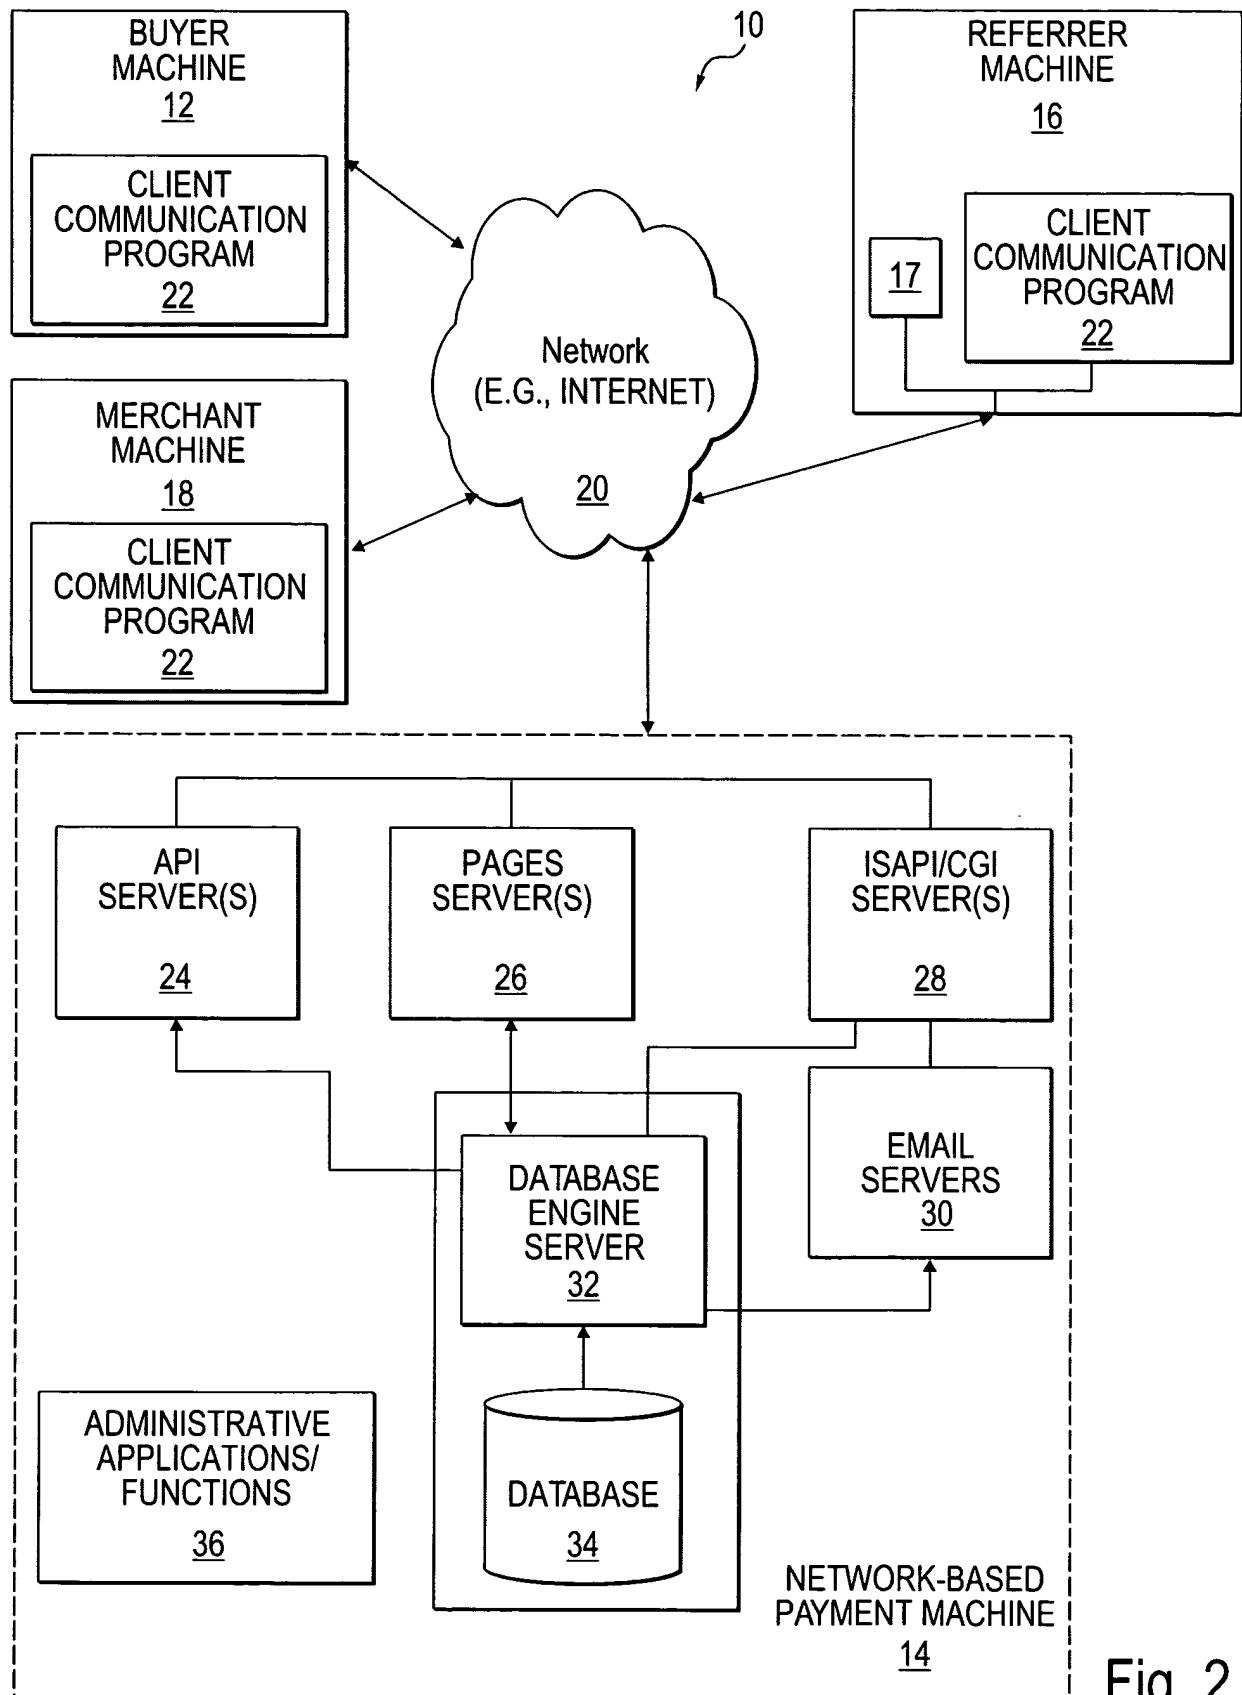 BUYER
MACHINE
12
CLIENT
COMMUNICATION
PROGRAM
22
10
REFERRER
MACHINE
16
17
CLIENT
COMMUNICATION
PROGRAM
22
Network
(E.G., INTERNET)
20
MERCHANT
MACHINE
18
CLIENT
COMMUNICATION
PROGRAM
22
API
SERVER(S)
24
PAGES
SERVER(S)
26
ISAPI/CGI
SERVER(S)
28
EMAIL
SERVERS
30
DATABASE
ENGINE
SERVER
32
DATABASE
34
ADMINISTRATIVE
APPLICATIONS/
FUNCTIONS
36
NETWORK-BASED
PAYMENT MACHINE
14
Fig. 2